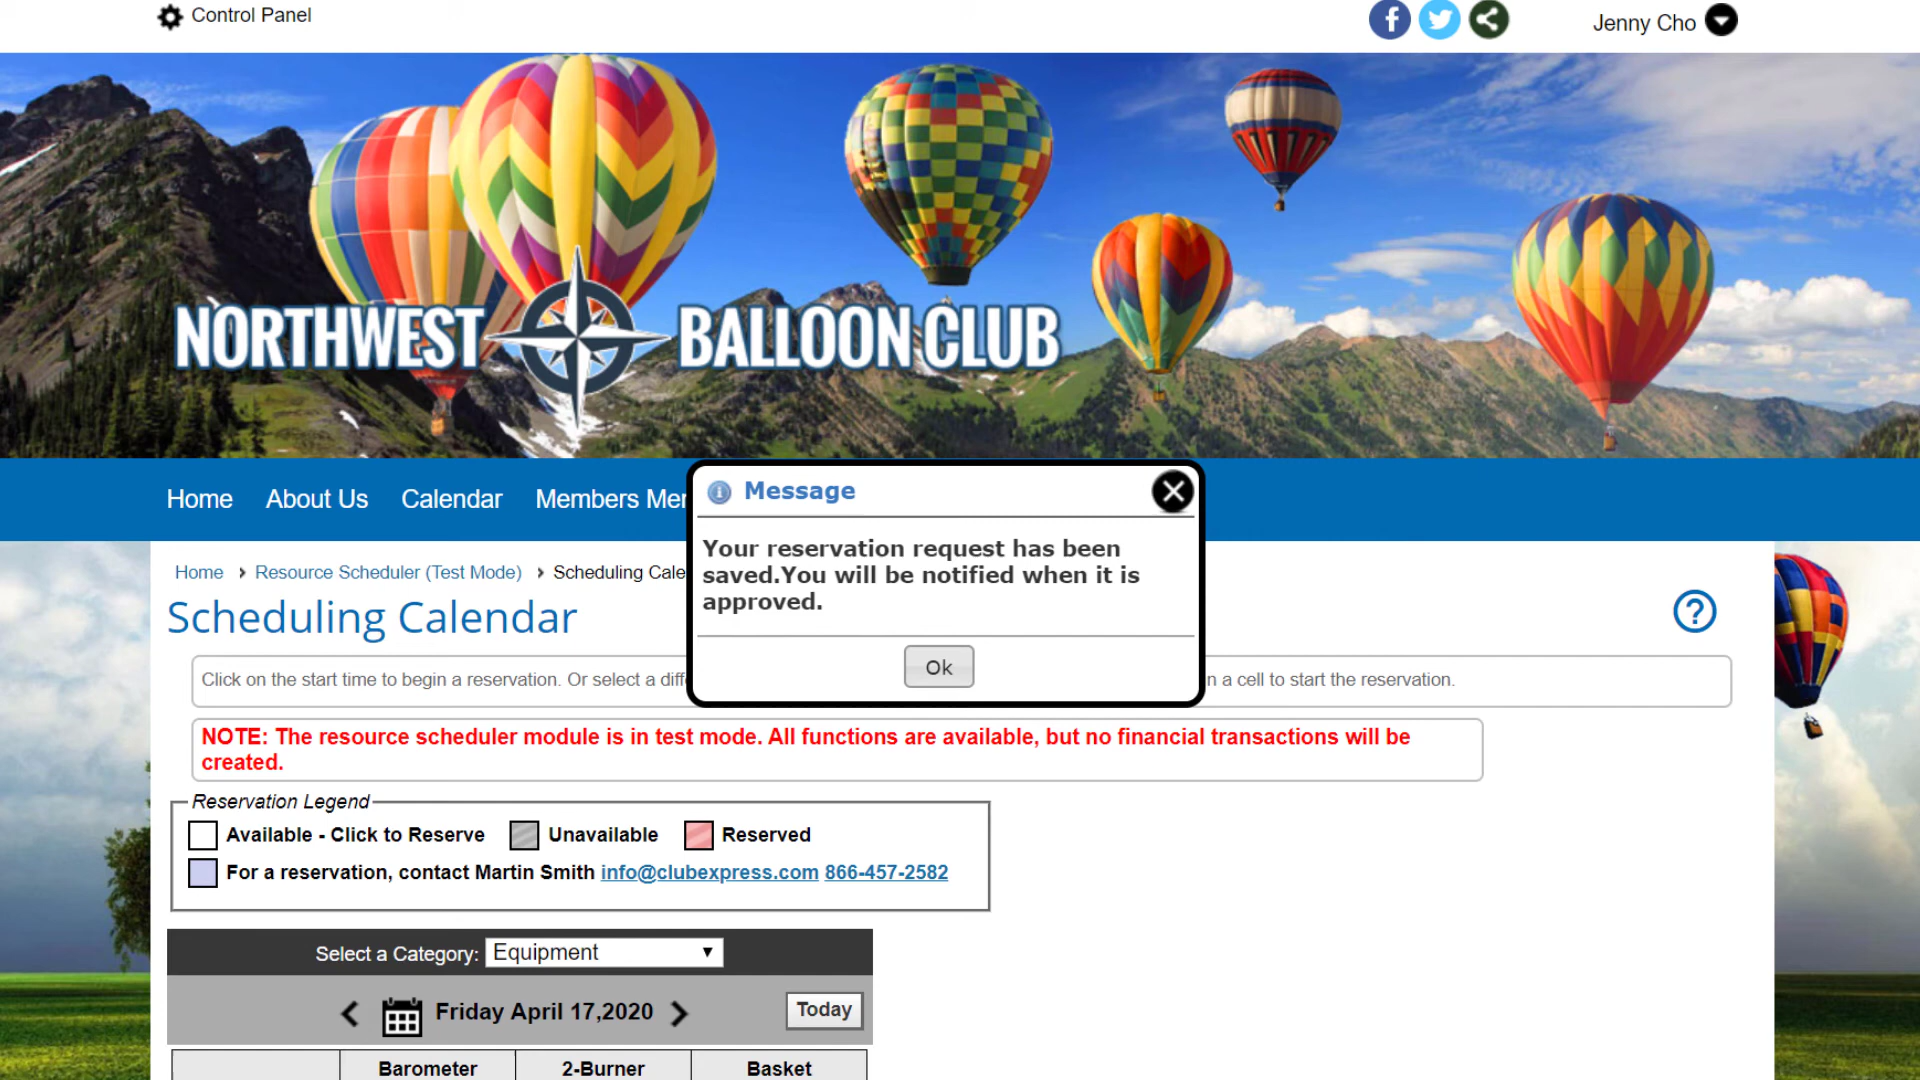 Control Panel
Jenny Cho
NORTHWEST BALLOON CLUB
Home About Us Calendar Members Mer
Message
Your reservation request has been
saved.You will be notified when it is
approved.
Ok
Home › Resource Scheduler (Test Mode) › Scheduling Cale
Scheduling Calendar
Click on the start time to begin a reservation. Or select a diff
n a cell to start the reservation.
NOTE: The resource scheduler module is in test mode. All functions are available, but no financial transactions will be
created.
Reservation Legend
Available - Click to Reserve Unavailable Reserved
For a reservation, contact Martin Smith info@clubexpress.com 866-457-2582
Select a Category: Equipment
Friday April 17,2020 Today
Barometer 2-Burner Basket